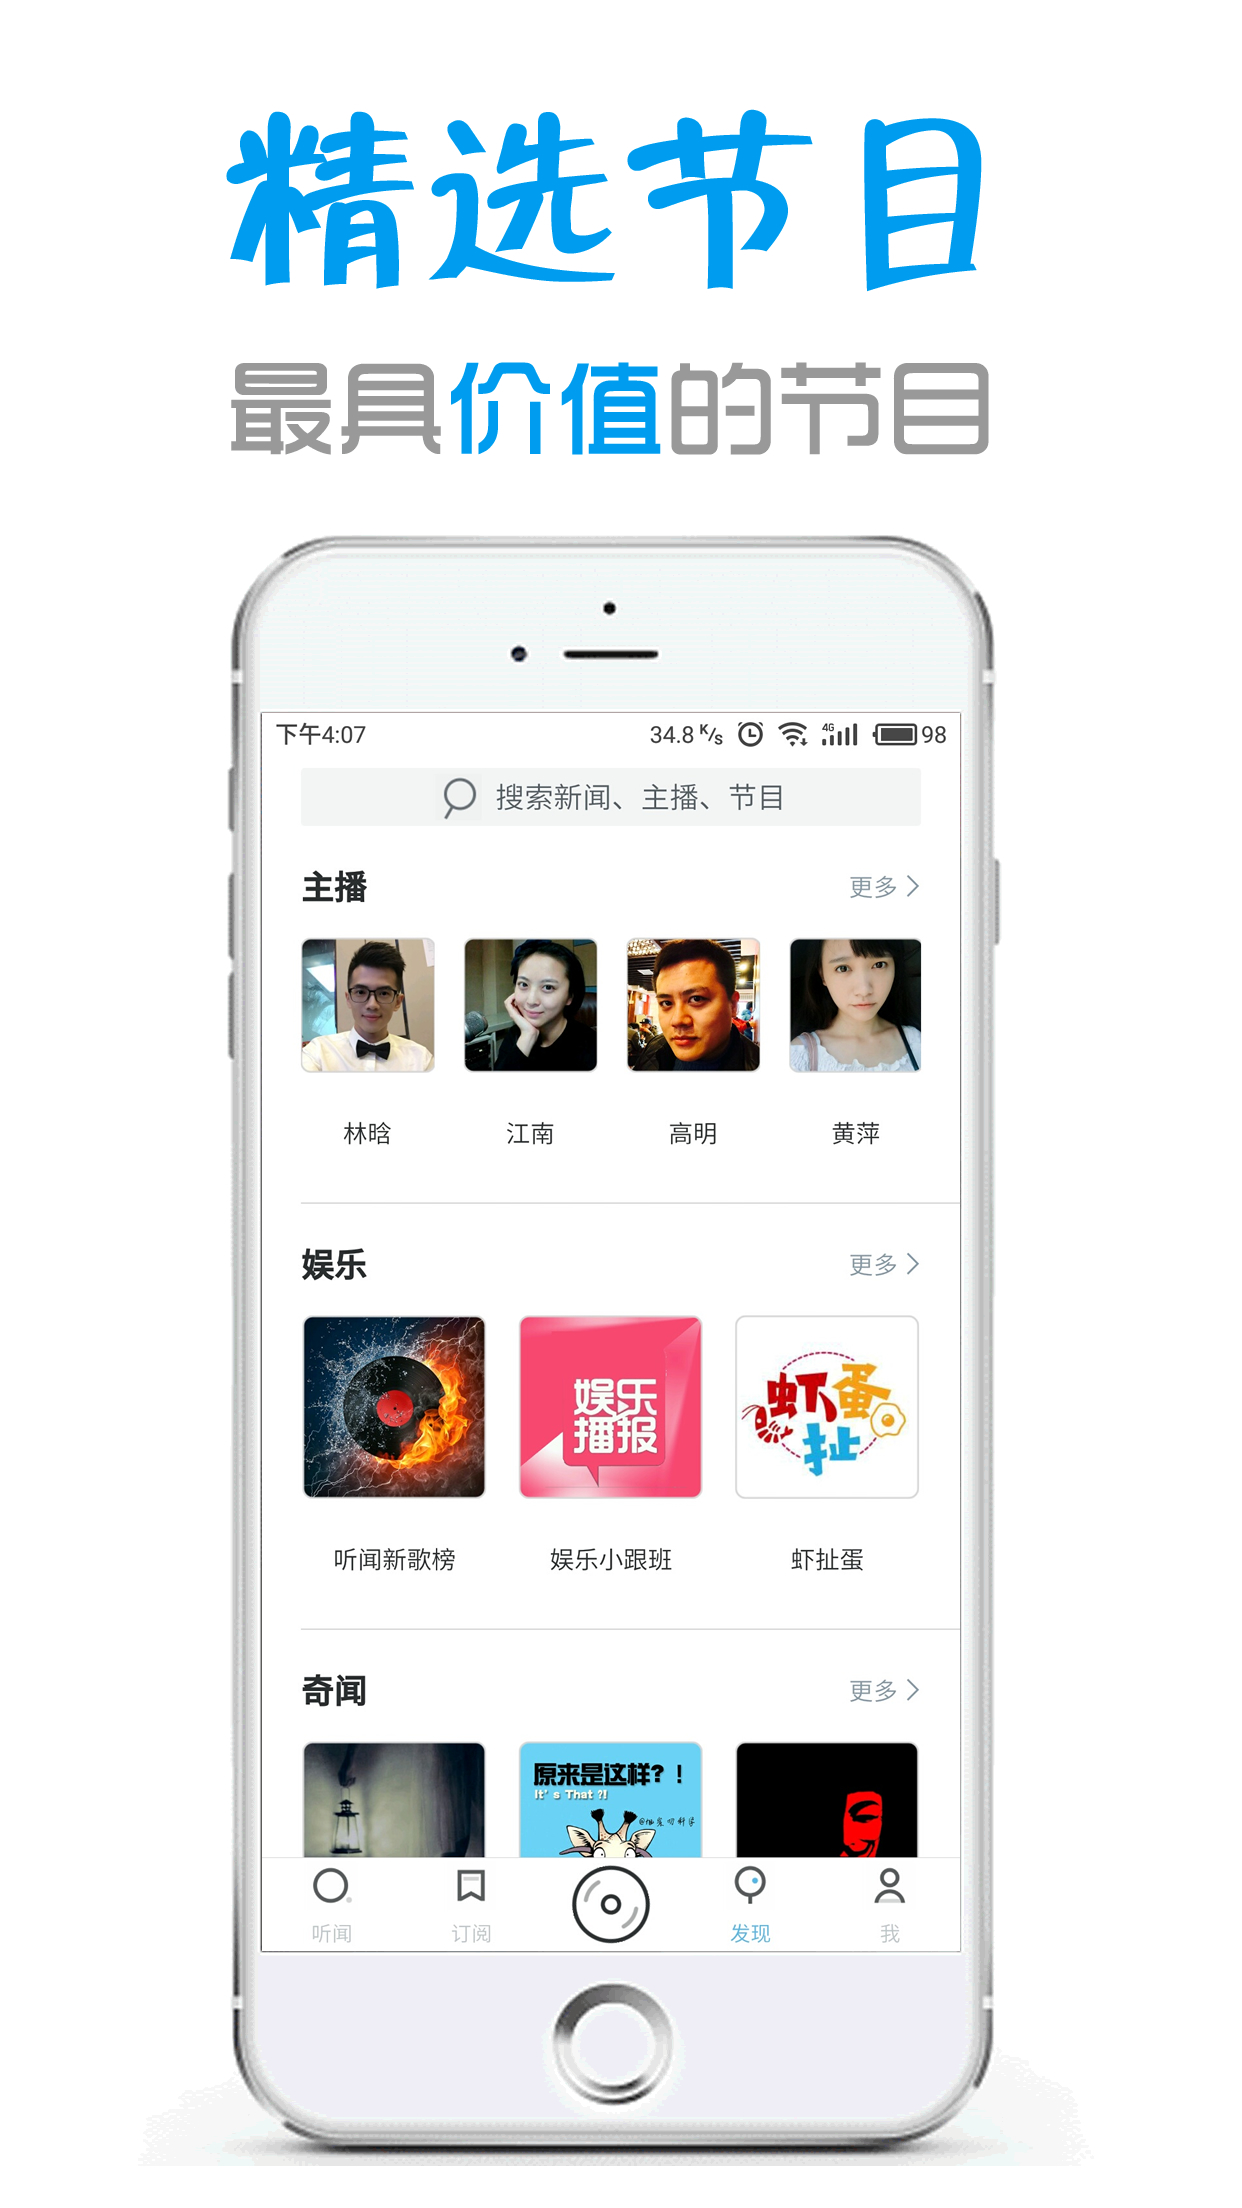 精选节目
最具价值的节目
下午4:07 34.8 K/s 4G 98
搜索新闻、主播、节目
主播 更多
林晗 江南 高明 黄萍
娱乐 更多
娱乐
播报
虾蛋
扯
听闻新歌榜 娱乐小跟班 虾扯蛋
奇闻 更多
原来是这样?!
It's That ?!
听闻 订阅 发现 我